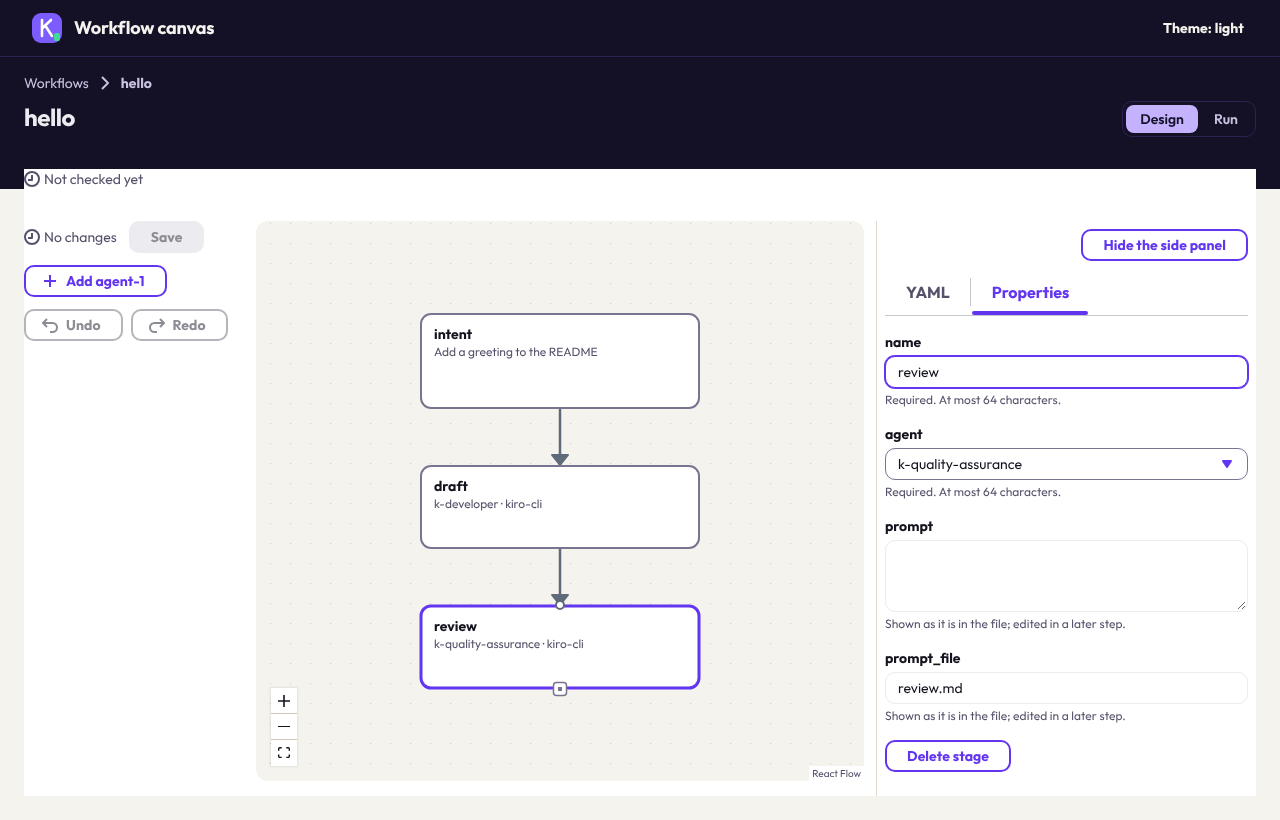 K
Workflow canvas
Theme: light
Workflows
hello
hello
Design
Run
Not checked yet
No changes
Save
Add agent-1
Undo
Redo
intent
Add a greeting to the README
draft
k-developer · kiro-cli
review
k-quality-assurance · kiro-cli
React Flow
Hide the side panel
YAML
Properties
name
review
Required. At most 64 characters.
agent
k-quality-assurance
Required. At most 64 characters.
prompt
Shown as it is in the file; edited in a later step.
prompt_file
review.md
Shown as it is in the file; edited in a later step.
Delete stage